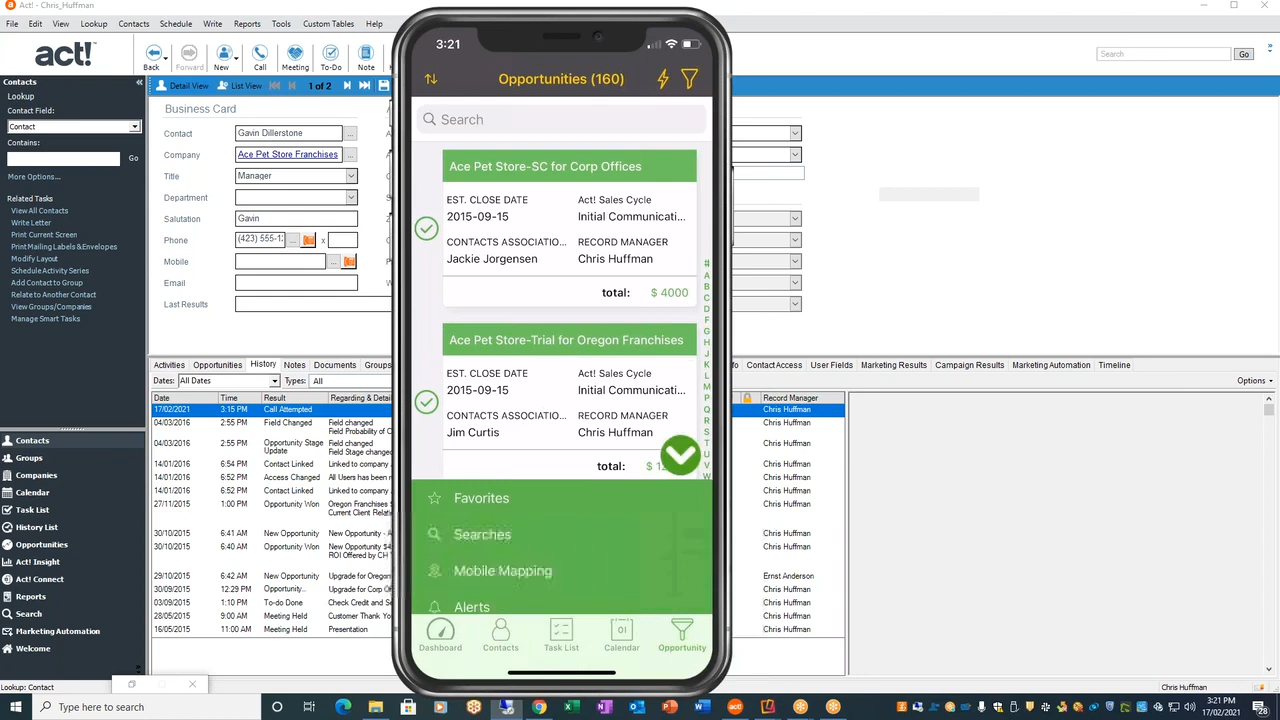 Act! - Chris_Huffman
File Edit View Lookup Contacts Schedule Write Reports Tools Custom Tables Help
act!
Back Forward New Call Meeting To-Do Note
Search Go
Contacts
Detail View List View 1 of 2
Lookup
Contact Field:
Contact
Contains:
Go
More Options...
Related Tasks
View All Contacts
Write Letter
Print Current Screen
Print Mailing Labels & Envelopes
Modify Layout
Schedule Activity Series
Add Contact to Group
Relate to Another Contact
View Groups/Companies
Manage Smart Tasks
Contacts
Groups
Companies
Calendar
Task List
History List
Opportunities
Act! Insight
Act! Connect
Reports
Search
Marketing Automation
Welcome
Lookup: Contact
Business Card
Contact Gavin Dillerstone
Company Ace Pet Store Franchises
Title Manager
Department
Salutation Gavin
Phone (423) 555-1 x
Mobile
Email
Last Results
Activities Opportunities History Notes Documents Groups
Contact Access User Fields Marketing Results Campaign Results Marketing Automation Timeline
Dates: All Dates Types: All
Options
Date Time Result Regarding & Detai Record Manager
17/02/2021 3:15 PM Call Attempted Chris Huffman
04/03/2016 2:55 PM Field Changed Field changed Chris Huffman
Field Probability of C
04/03/2016 2:55 PM Opportunity Stage Field changed Chris Huffman
Update Field Stage changed
14/01/2016 6:54 PM Contact Linked Linked to company Chris Huffman
14/01/2016 6:52 PM Access Changed All Users has been Chris Huffman
14/01/2016 6:52 PM Contact Linked Linked to company Chris Huffman
27/11/2015 1:00 PM Opportunity Won Oregon Franchises Chris Huffman
Current Client Relati
30/10/2015 6:41 AM New Opportunity New Opportunity - Chris Huffman
30/10/2015 6:40 AM Opportunity Won New Opportunity $4 Chris Huffman
ROI Offered by CH
29/10/2015 6:42 AM New Opportunity Upgrade for Oregon Ernst Anderson
30/09/2015 12:29 PM Opportunity... Upgrade for Corp Of Chris Huffman
03/09/2015 1:10 PM To-do Done Check Credit and S Chris Huffman
28/05/2015 9:00 AM Meeting Held Customer Thank Yo Chris Huffman
16/05/2015 11:00 AM Meeting Held Presentation Chris Huffman
3:21
Opportunities (160)
Search
Ace Pet Store-SC for Corp Offices
EST. CLOSE DATE Act! Sales Cycle
2015-09-15 Initial Communicati...
CONTACTS ASSOCIATIO... RECORD MANAGER
Jackie Jorgensen Chris Huffman
total: $ 4000
Ace Pet Store-Trial for Oregon Franchises
EST. CLOSE DATE Act! Sales Cycle
2015-09-15 Initial Communicati...
CONTACTS ASSOCIATIO... RECORD MANAGER
Jim Curtis Chris Huffman
total: $
#
A
B
C
D
F
G
H
J
K
L
M
P
Q
R
S
T
U
V
W
Favorites
Searches
Mobile Mapping
Alerts
Dashboard Contacts Task List Calendar Opportunity
Chris Huffman
Type here to search
3:21 PM
17/02/2021